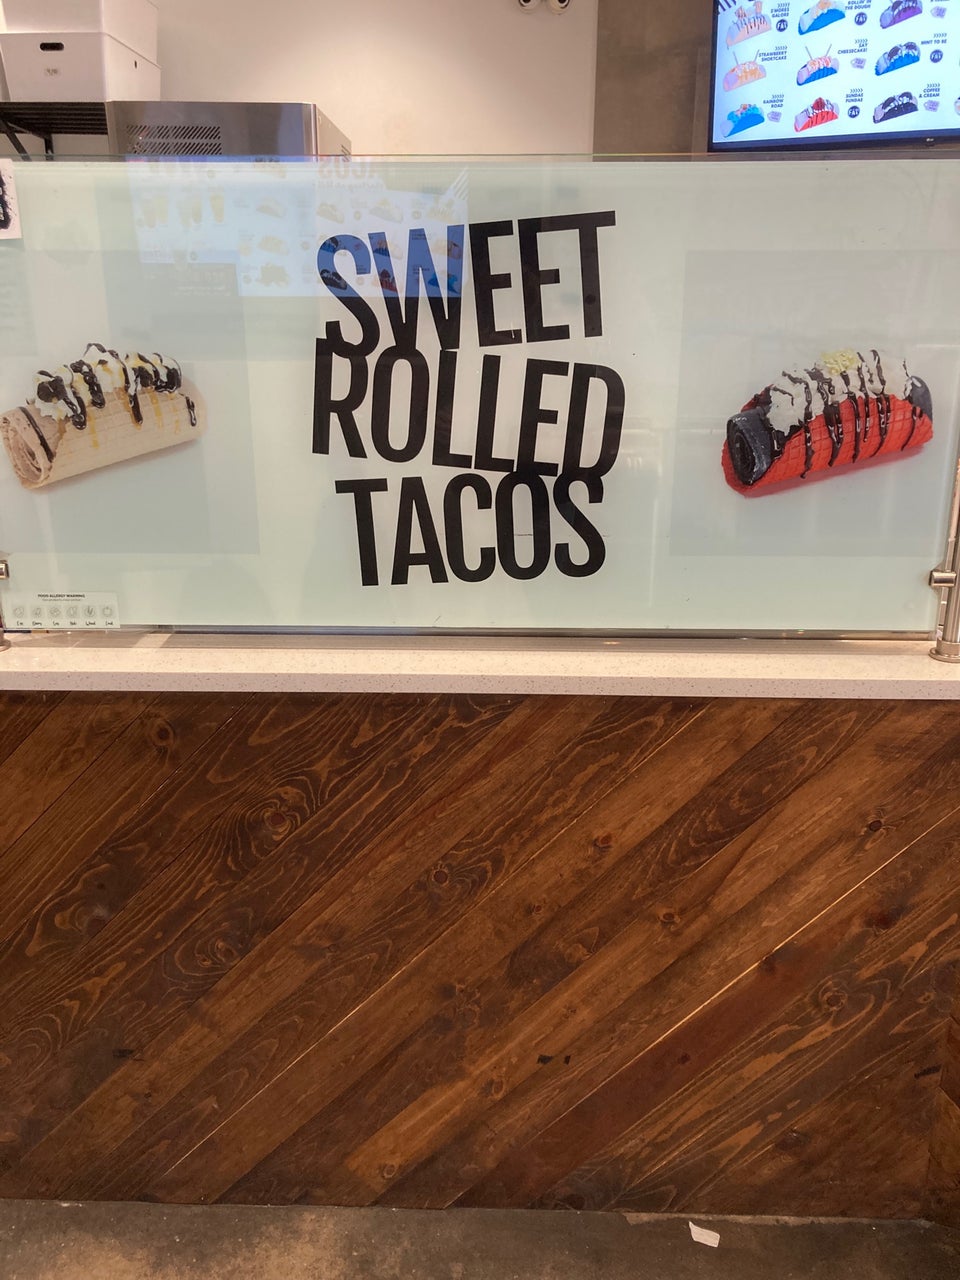 S'MORES
GALORE
ROLLIN' IN
THE DOUGH
STRAWBERRY
SHORTCAKE
SAY
CHEESECAKE!
MINT TO BE
RAINBOW
ROAD
SUNDAE
FUNDAE
COFFEE
& CREAM
SWEET
ROLLED
TACOS
FOOD ALLERGY WARNING